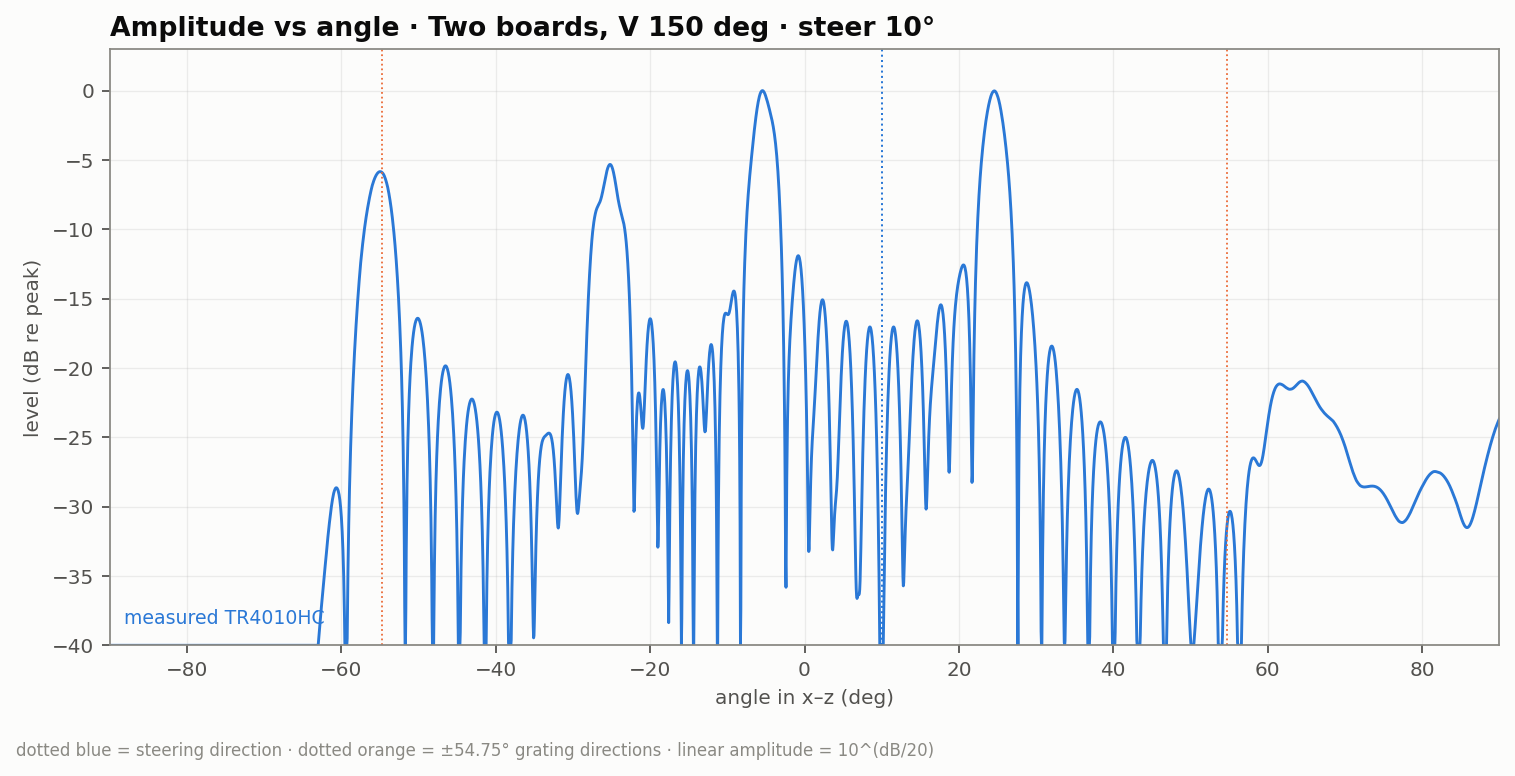 Amplitude vs angle · Two boards, V 150 deg · steer 10°
level (dB re peak)
0
−5
−10
−15
−20
−25
−30
−35
−40
measured TR4010HC
−80 −60 −40 −20 0 20 40 60 80
angle in x–z (deg)
dotted blue = steering direction · dotted orange = ±54.75° grating directions · linear amplitude = 10^(dB/20)